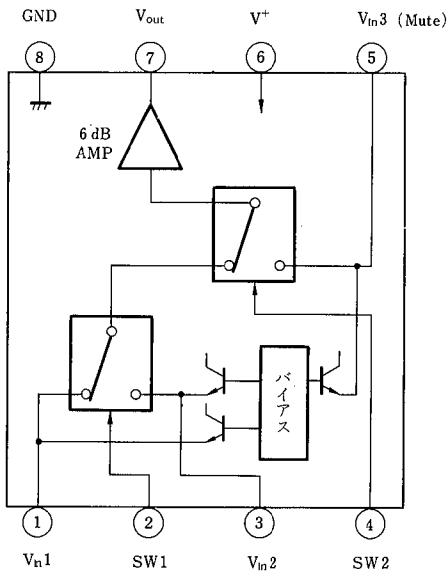 GND Vout V+ VIn3 (Mute)
8 7 6 5
6 dB
AMP
バイアス
1 2 3 4
VIn1 SW1 VIn2 SW2